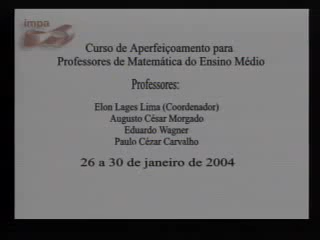 impa
Curso de Aperfeiçoamento para
Professores de Matemática do Ensino Médio
Professores:
Elon Lages Lima (Coordenador)
Augusto César Morgado
Eduardo Wagner
Paulo Cézar Carvalho
26 a 30 de janeiro de 2004